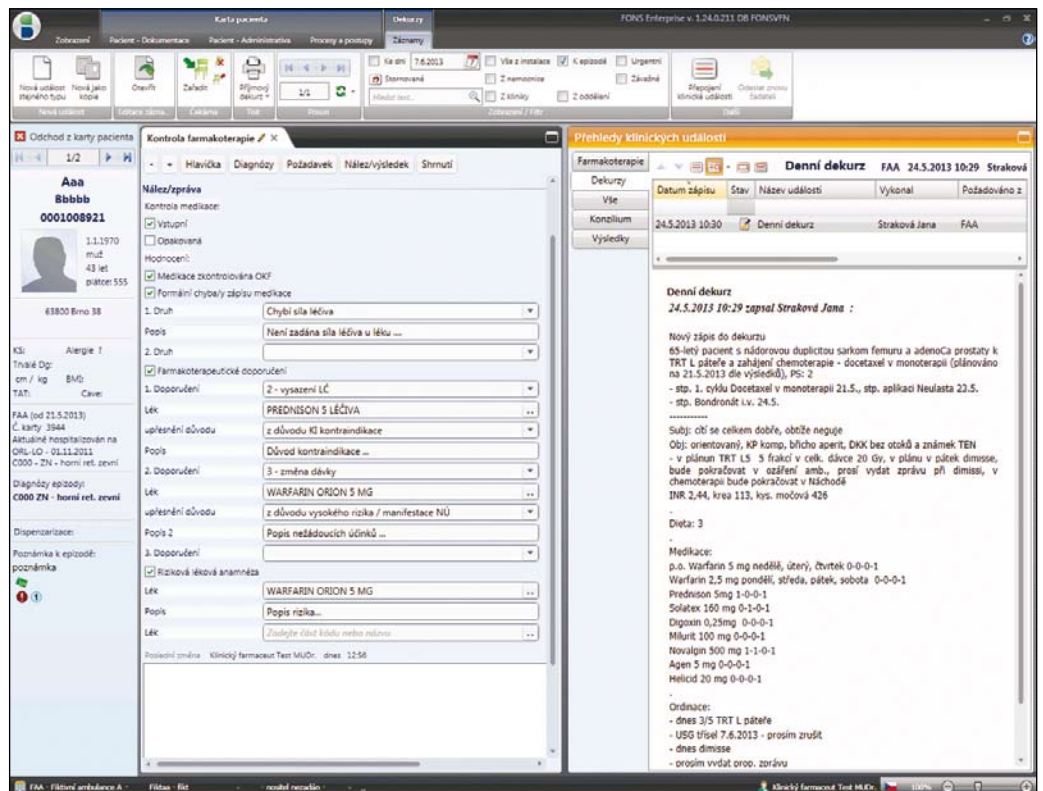 Karta pacienta
Dekurzy
FONS Enterprise v. 1.24.0.211 DB FONSVFN
Zobrazení
Pacient - Dokumentace
Pacient - Administrativa
Procesy a postupy
Záznamy
Nová událost stejného typu
Nová jako kopie
Otevřít
Zařadit
Příjmový dekurz
1/1
Ke dni 7.6.2013
Stornované
Hledat text...
Vše z instalace
K epizodě
Urgentní
Z nemocnice
Závažné
Z kliniky
Z oddělení
Přepojení klinické události
Odeslat znovu žadateli
Nová událost
Čekárna
Tisk
Posun
Zobrazení / Filtr
Další
Odchod z karty pacienta
1/2
Aaa
Bbbbb
0001008921
1.1.1970
muž
43 let
plátce: 555
63800 Brno 38
KS:
Alergie ?
Trvalé Dg:
cm / kg
BMI:
TAT:
Cave:
FAA (od 21.5.2013)
Č. karty 3944
Aktuálně hospitalizován na
ORL-LO - 01.11.2011
C000 - ZN - horní ret. zevní
Diagnózy epizody:
C000 ZN - horní ret. zevní
Dispenzarizace:
Poznámka k epizodě:
poznámka
Kontrola farmakoterapie
- + Hlavička Diagnózy Požadavek Nález/výsledek Shrnutí
Nález/zpráva
Kontrola medikace:
Vstupní
Opakovaná
Hodnocení:
Medikace zkontrolována OKF
Formální chyba/y zápisu medikace
1. Druh
Chybí síla léčiva
Popis
Není zadána síla léčiva u léku ...
2. Druh
Farmakoterapeutické doporučení
1. Doporučení
2 - vysazení LČ
Lék
PREDNISON 5 LÉČIVA
upřesnění důvodu
z důvodu KI kontraindikace
Popis
Důvod kontraindikace ...
2. Doporučení
3 - změna dávky
Lék
WARFARIN ORION 5 MG
upřesnění důvodu
z důvodu vysokého rizika / manifestace NÚ
Popis 2
Popis nežádoucích účinků ...
3. Doporučení
Riziková léková anamnéza
Lék
WARFARIN ORION 5 MG
Popis
Popis rizika...
Lék
Zadejte část kódu nebo názvu
Poslední změna Klinický farmaceut Test MUDr. dnes 12:56
Přehledy klinických událostí
Farmakoterapie
Dekurzy
Vše
Konzilium
Výsledky
Denní dekurz FAA 24.5.2013 10:29 Straková
Datum zápisu Stav Název události Vykonal Požadováno z
24.5.2013 10:30 Denní dekurz Straková Jana FAA
Denní dekurz
24.5.2013 10:29 zapsal Straková Jana :
Nový zápis do dekurzu
65-letý pacient s nádorovou duplicitou sarkom femuru a adenoCa prostaty k
TRT L páteře a zahájení chemoterapie - docetaxel v monoterapii (plánováno
na 21.5.2013 dle výsledků), PS: 2
- stp. 1. cyklu Docetaxel v monoterapii 21.5., stp. aplikaci Neulasta 23.5.
- stp. Bondronát i.v. 24.5.
-----------
Subj: cítí se celkem dobře, obtíže neguje
Obj: orientovaný, KP komp, břicho aperit, DKK bez otoků a známek TEN
- v plánun TRT L5 5 frakcí v celk. dávce 20 Gy, v plánu v pátek dimisse,
bude pokračovat v ozáření amb., prosí vydat zprávu při dimissi, v
chemoterapii bude pokračovat v Náchodě
INR 2,44, krea 113, kys. močová 426
.
Dieta: 3
.
Medikace:
p.o. Warfarin 5 mg neděle, úterý, čtvrtek 0-0-0-1
Warfarin 2,5 mg pondělí, středa, pátek, sobota 0-0-0-1
Prednison 5mg 1-0-0-1
Solatex 160 mg 0-1-0-1
Digoxin 0,25mg 0-0-0-1
Milurit 100 mg 0-0-0-1
Novalgin 500 mg 1-1-0-1
Agen 5 mg 0-0-0-1
Helicid 20 mg 0-0-0-1
.
Ordinace:
- dnes 3/5 TRT L páteře
- USG třísel 7.6.2013 - prosím zrušit
- dnes dimisse
- prosím vydat prop. zprávu
FAA - Fiktivní ambulance A
Fiktaa - fikt
- nositel nezadán -
Klinický farmaceut Test MUDr.
100%